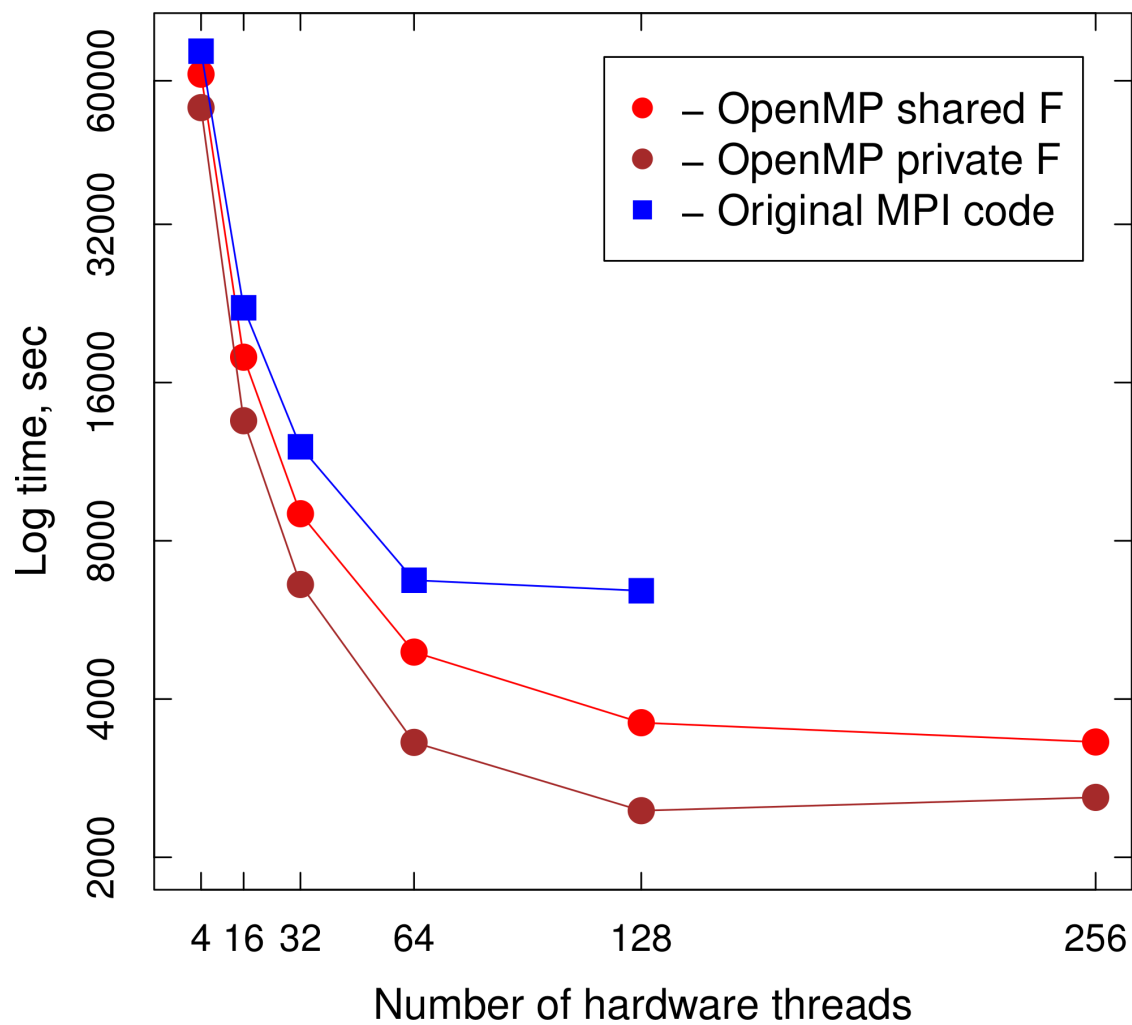 – OpenMP shared F
– OpenMP private F
– Original MPI code
Log time, sec
60000
32000
16000
8000
4000
2000
4 16 32 64 128 256
Number of hardware threads